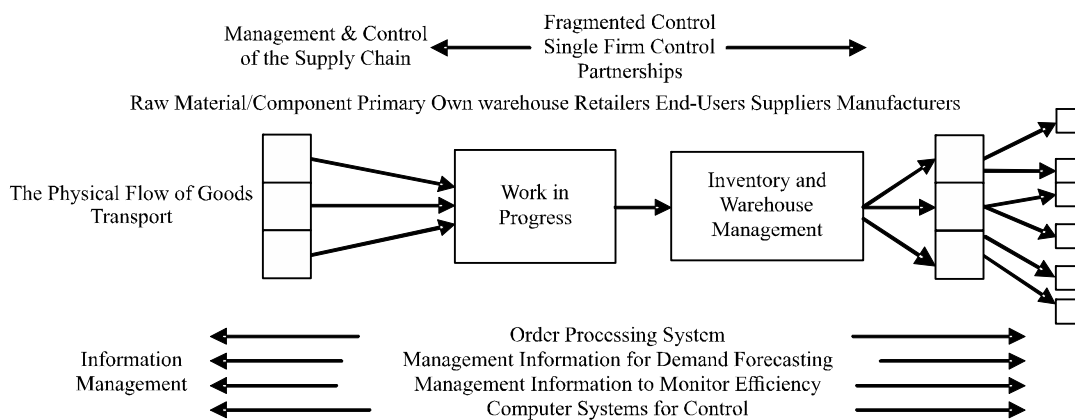 Management & Control
of the Supply Chain
Fragmented Control
Single Firm Control
Partnerships
Raw Material/Component Primary Own warehouse Retailers End-Users Suppliers Manufacturers
The Physical Flow of Goods
Transport
Work in
Progress
Inventory and
Warehouse
Management
Information
Management
Order Processing System
Management Information for Demand Forecasting
Management Information to Monitor Efficiency
Computer Systems for Control